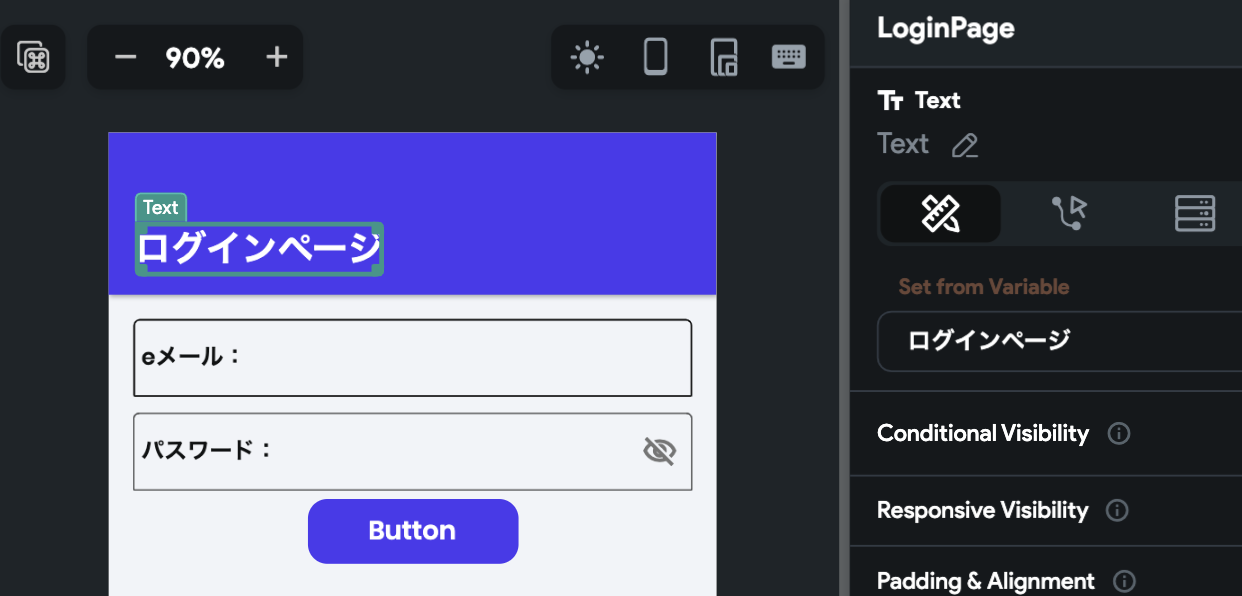 90%
LoginPage
Tт Text
Text
Text
ログインページ
Set from Variable
ログインページ
eメール：
パスワード：
Button
Conditional Visibility
Responsive Visibility
Padding & Alignment